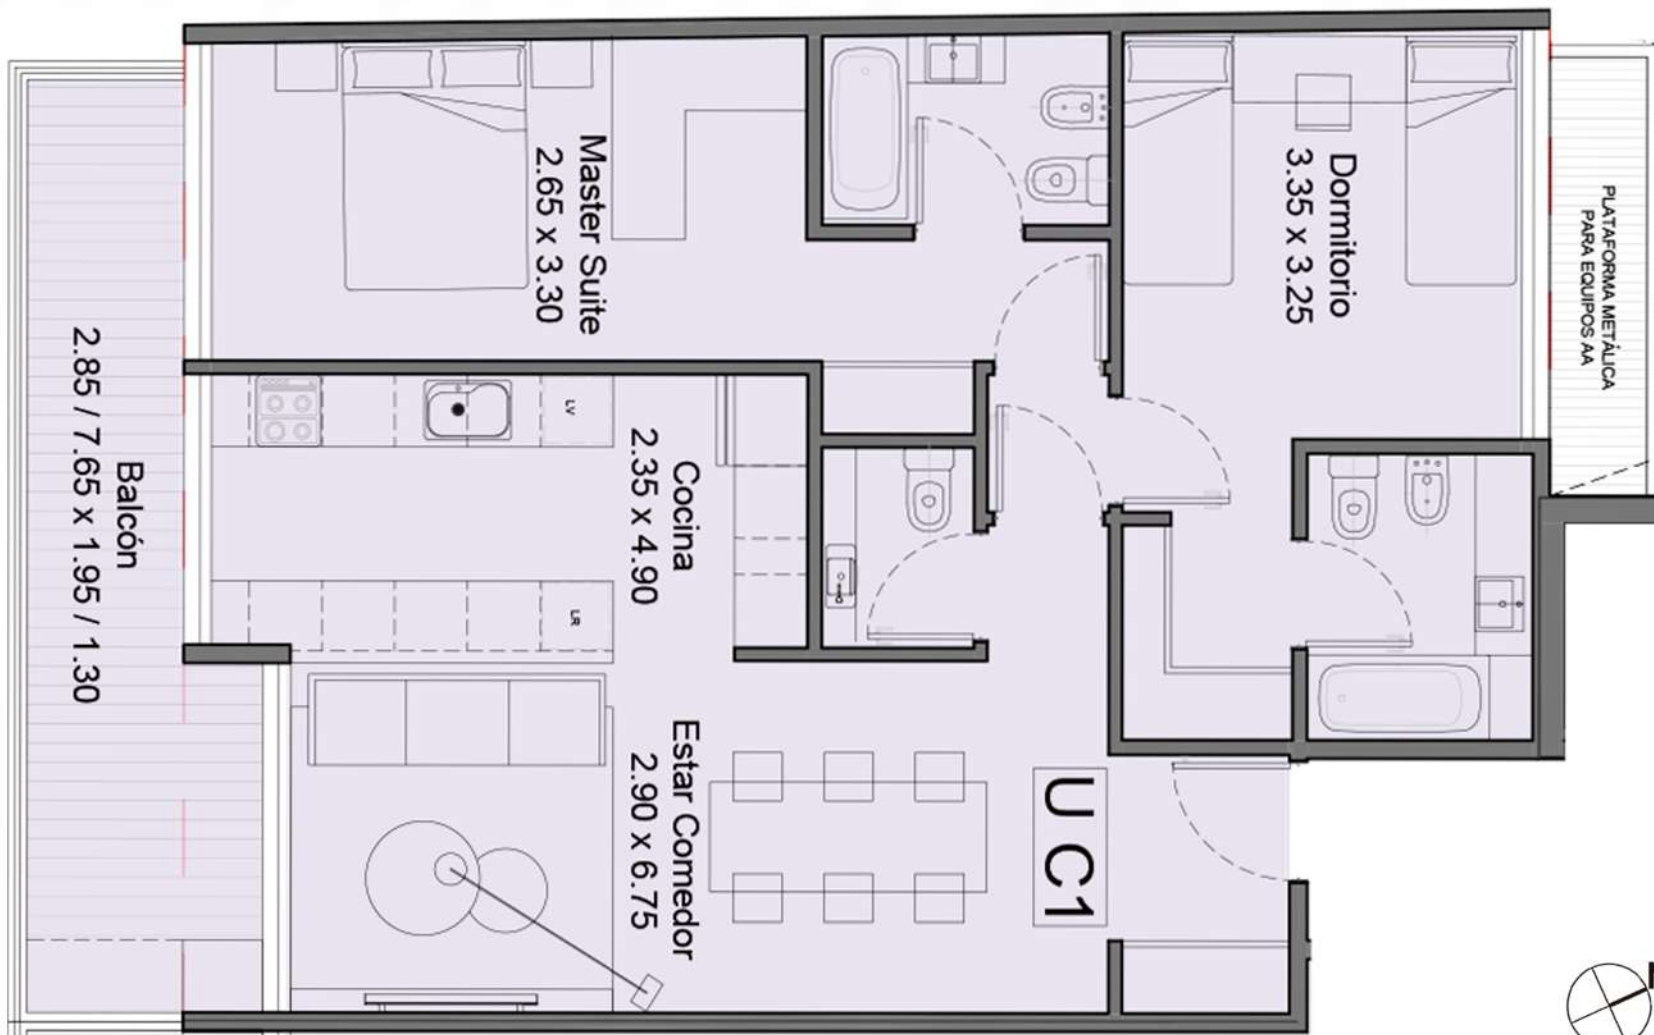 Master Suite
2.65 x 3.30
Dormitorio
3.35 x 3.25
PLATAFORMA METÁLICA
PARA EQUIPOS AA
Balcón
2.85 / 7.65 x 1.95 / 1.30
LV
Cocina
2.35 x 4.90
LR
Estar Comedor
2.90 x 6.75
U C1